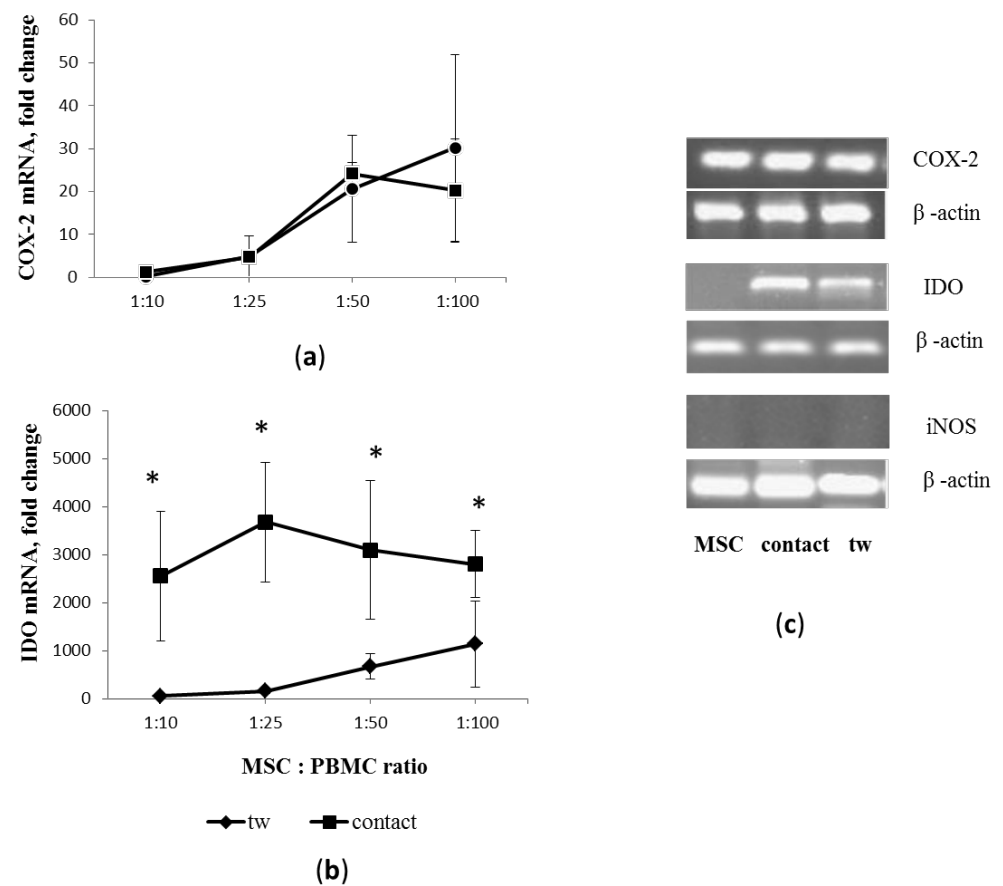 COX-2 mRNA, fold change
60
50
40
30
20
10
0
1:10 1:25 1:50 1:100
(a)
IDO mRNA, fold change
6000
5000
4000
3000
2000
1000
0
* * * *
1:10 1:25 1:50 1:100
MSC : PBMC ratio
tw contact
(b)
COX-2
β -actin
IDO
β -actin
iNOS
β -actin
MSC contact tw
(c)